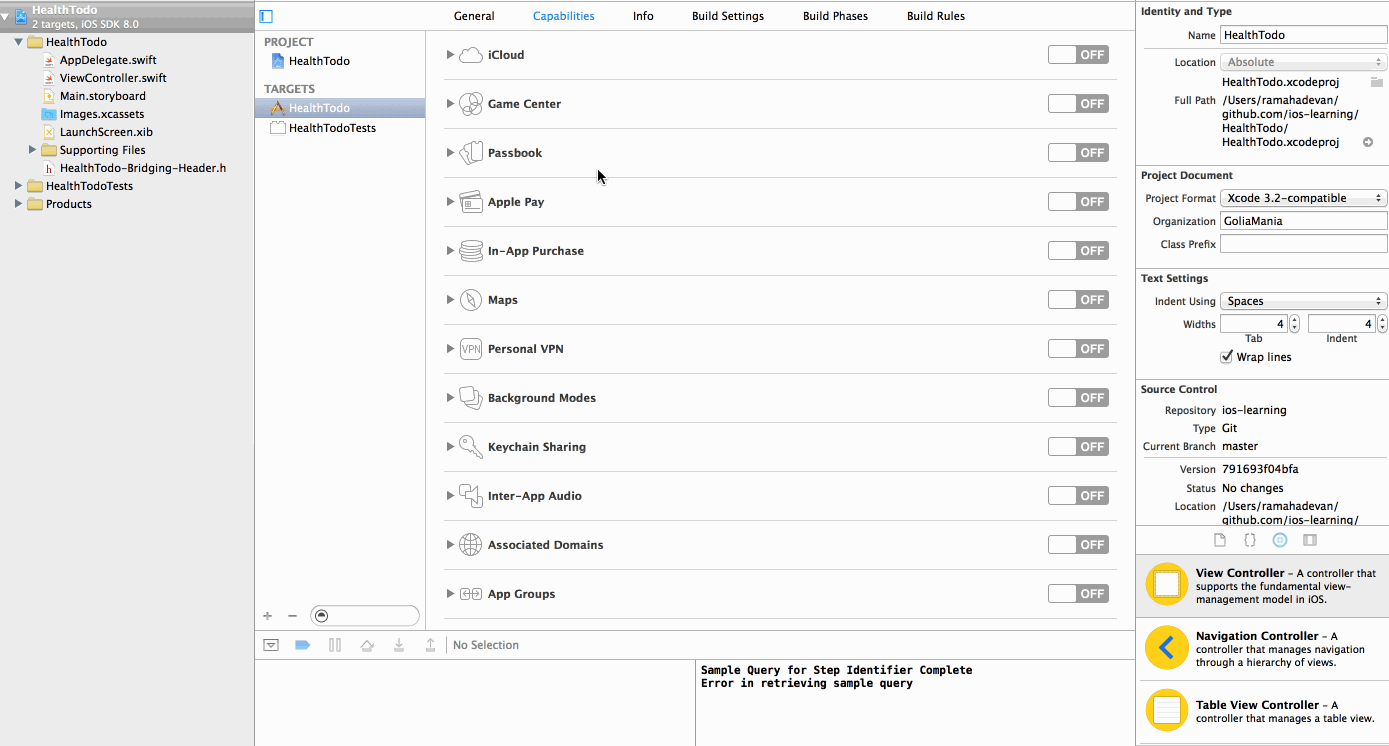 HealthTodo
2 targets, iOS SDK 8.0
HealthTodo
AppDelegate.swift
ViewController.swift
Main.storyboard
Images.xcassets
LaunchScreen.xib
Supporting Files
HealthTodo-Bridging-Header.h
HealthTodoTests
Products
General Capabilities Info Build Settings Build Phases Build Rules
PROJECT
HealthTodo
TARGETS
HealthTodo
HealthTodoTests
iCloud OFF
Game Center OFF
Passbook OFF
Apple Pay OFF
In-App Purchase OFF
Maps OFF
VPN Personal VPN OFF
Background Modes OFF
Keychain Sharing OFF
Inter-App Audio OFF
Associated Domains OFF
App Groups OFF
No Selection
Sample Query for Step Identifier Complete
Error in retrieving sample query
Identity and Type
Name HealthTodo
Location Absolute
HealthTodo.xcodeproj
Full Path /Users/ramahadevan/
github.com/ios-learning/
HealthTodo/
HealthTodo.xcodeproj
Project Document
Project Format Xcode 3.2-compatible
Organization GoliaMania
Class Prefix
Text Settings
Indent Using Spaces
Widths 4 4
Tab Indent
Wrap lines
Source Control
Repository ios-learning
Type Git
Current Branch master
Version 791693f04bfa
Status No changes
Location /Users/ramahadevan/
github.com/ios-learning/
{}
View Controller - A controller that
supports the fundamental view-
management model in iOS.
Navigation Controller - A
controller that manages navigation
through a hierarchy of views.
Table View Controller - A
controller that manages a table view.